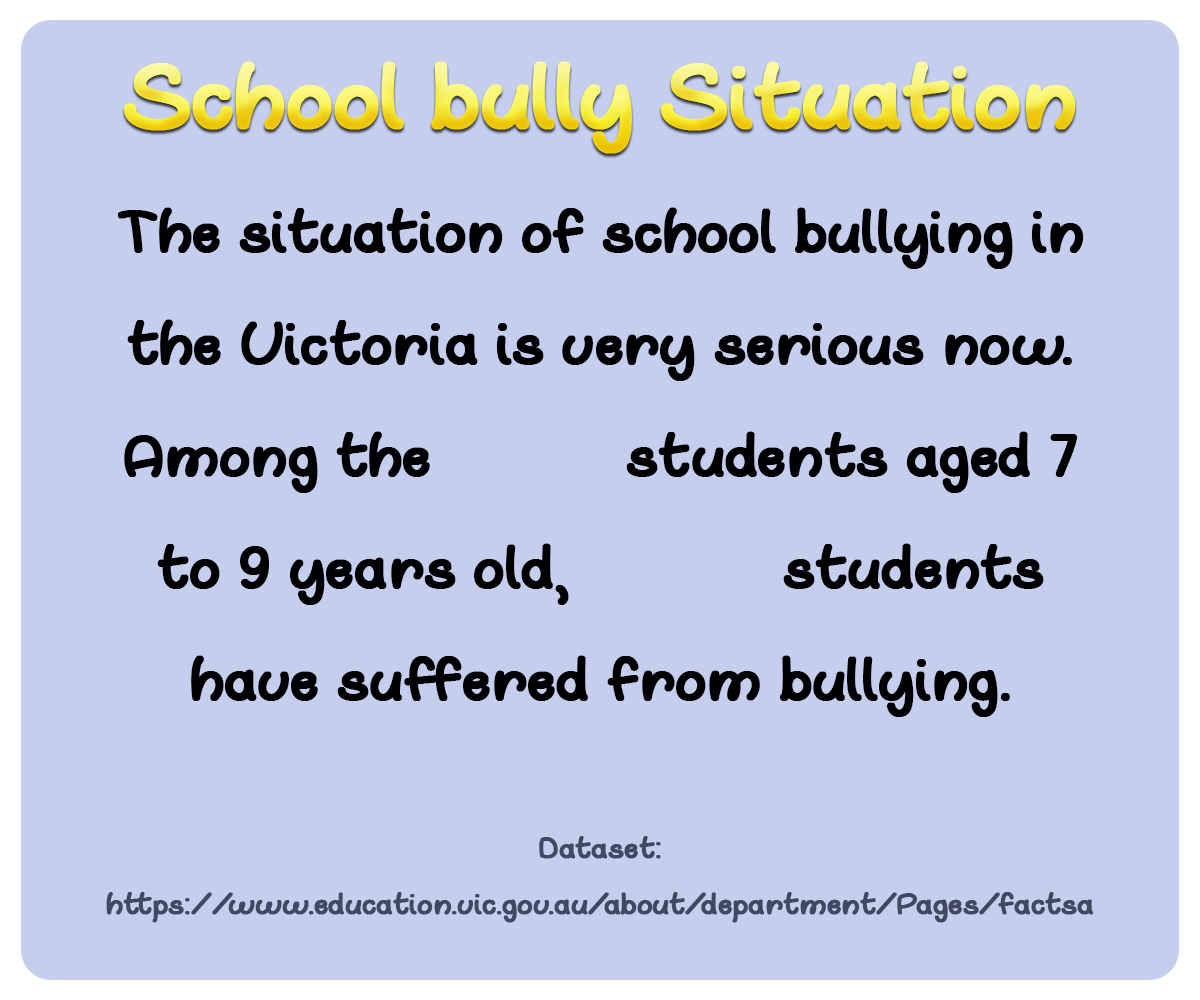 School bully Situation
The situation of school bullying in
the Victoria is very serious now.
Among the students aged 7
to 9 years old, students
have suffered from bullying.
Dataset:
https://www.education.vic.gov.au/about/department/Pages/factsa